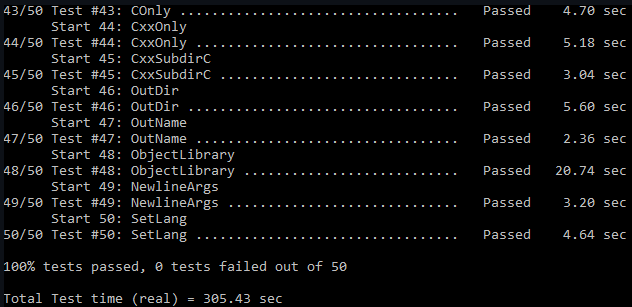 43/50 Test #43: COnly ...................................   Passed    4.70 sec
      Start 44: CxxOnly
44/50 Test #44: CxxOnly .................................   Passed    5.18 sec
      Start 45: CxxSubdirC
45/50 Test #45: CxxSubdirC ..............................   Passed    3.04 sec
      Start 46: OutDir
46/50 Test #46: OutDir ..................................   Passed    5.60 sec
      Start 47: OutName
47/50 Test #47: OutName .................................   Passed    2.36 sec
      Start 48: ObjectLibrary
48/50 Test #48: ObjectLibrary ...........................   Passed   20.74 sec
      Start 49: NewlineArgs
49/50 Test #49: NewlineArgs .............................   Passed    3.20 sec
      Start 50: SetLang
50/50 Test #50: SetLang .................................   Passed    4.64 sec

100% tests passed, 0 tests failed out of 50

Total Test time (real) = 305.43 sec